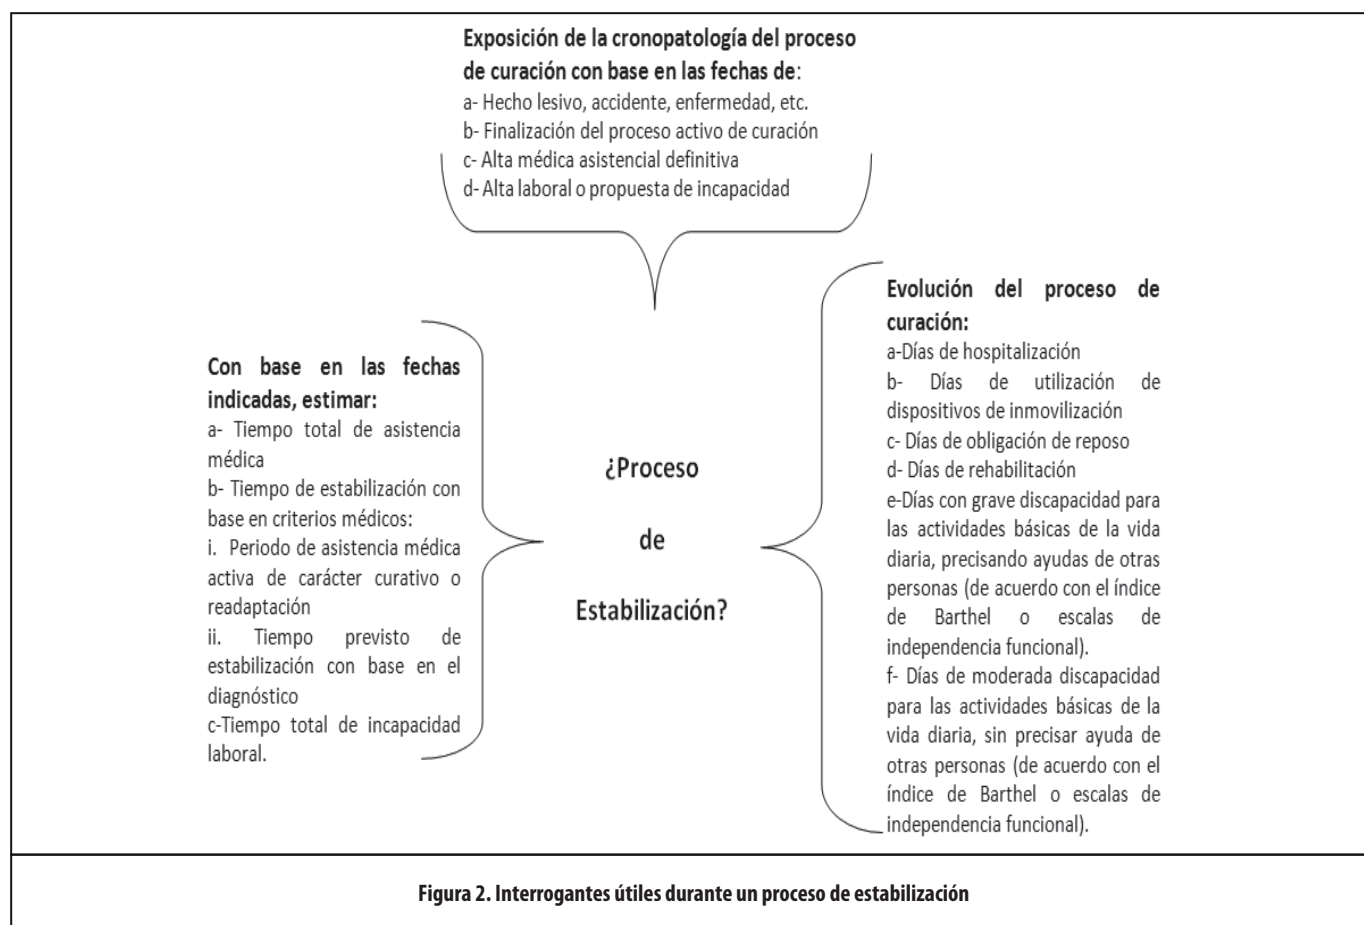 Exposición de la cronopatología del proceso
de curación con base en las fechas de:
a- Hecho lesivo, accidente, enfermedad, etc.
b- Finalización del proceso activo de curación
c- Alta médica asistencial definitiva
d- Alta laboral o propuesta de incapacidad
Con base en las fechas
indicadas, estimar:
a- Tiempo total de asistencia
médica
b- Tiempo de estabilización con
base en criterios médicos:
i. Periodo de asistencia médica
activa de carácter curativo o
readaptación
ii. Tiempo previsto de
estabilización con base en el
diagnóstico
c-Tiempo total de incapacidad
laboral.
¿Proceso
de
Estabilización?
Evolución del proceso de
curación:
a-Días de hospitalización
b- Días de utilización de
dispositivos de inmovilización
c- Días de obligación de reposo
d- Días de rehabilitación
e-Días con grave discapacidad para
las actividades básicas de la vida
diaria, precisando ayudas de otras
personas (de acuerdo con el índice
de Barthel o escalas de
independencia funcional).
f- Días de moderada discapacidad
para las actividades básicas de la
vida diaria, sin precisar ayuda de
otras personas (de acuerdo con el
índice de Barthel o escalas de
independencia funcional).
Figura 2. Interrogantes útiles durante un proceso de estabilización